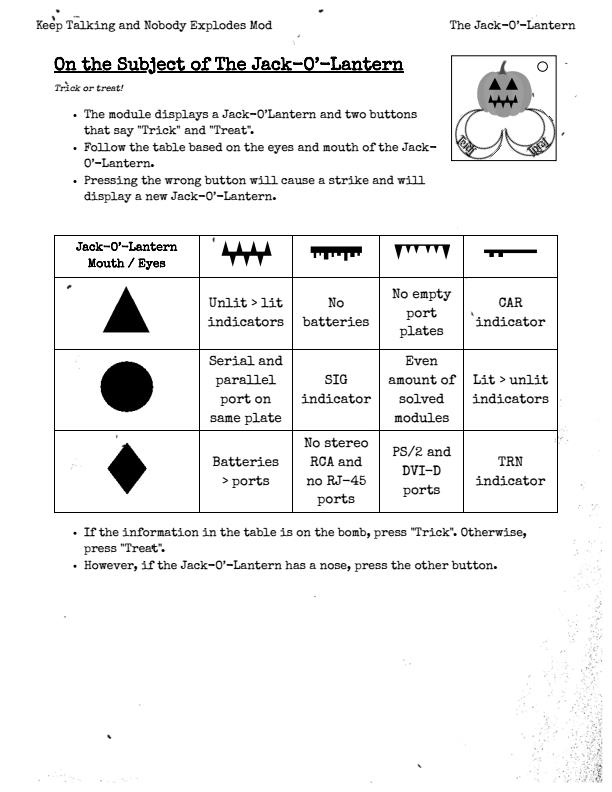 Keep Talking and Nobody Explodes Mod
The Jack-O'-Lantern
On the Subject of The Jack-O'-Lantern
Trick or treat!
• The module displays a Jack-O'Lantern and two buttons
that say "Trick" and "Treat".
• Follow the table based on the eyes and mouth of the Jack-
O'-Lantern.
• Pressing the wrong button will cause a strike and will
display a new Jack-O'-Lantern.
Trick
Treat
Jack-O'-Lantern
Mouth / Eyes
Unlit > lit
indicators
No
batteries
No empty
port
plates
CAR
indicator
Serial and
parallel
port on
same plate
SIG
indicator
Even
amount of
solved
modules
Lit > unlit
indicators
Batteries
> ports
No stereo
RCA and
no RJ-45
ports
PS/2 and
DVI-D
ports
TRN
indicator
• If the information in the table is on the bomb, press "Trick". Otherwise,
press "Treat".
• However, if the Jack-O'-Lantern has a nose, press the other button.